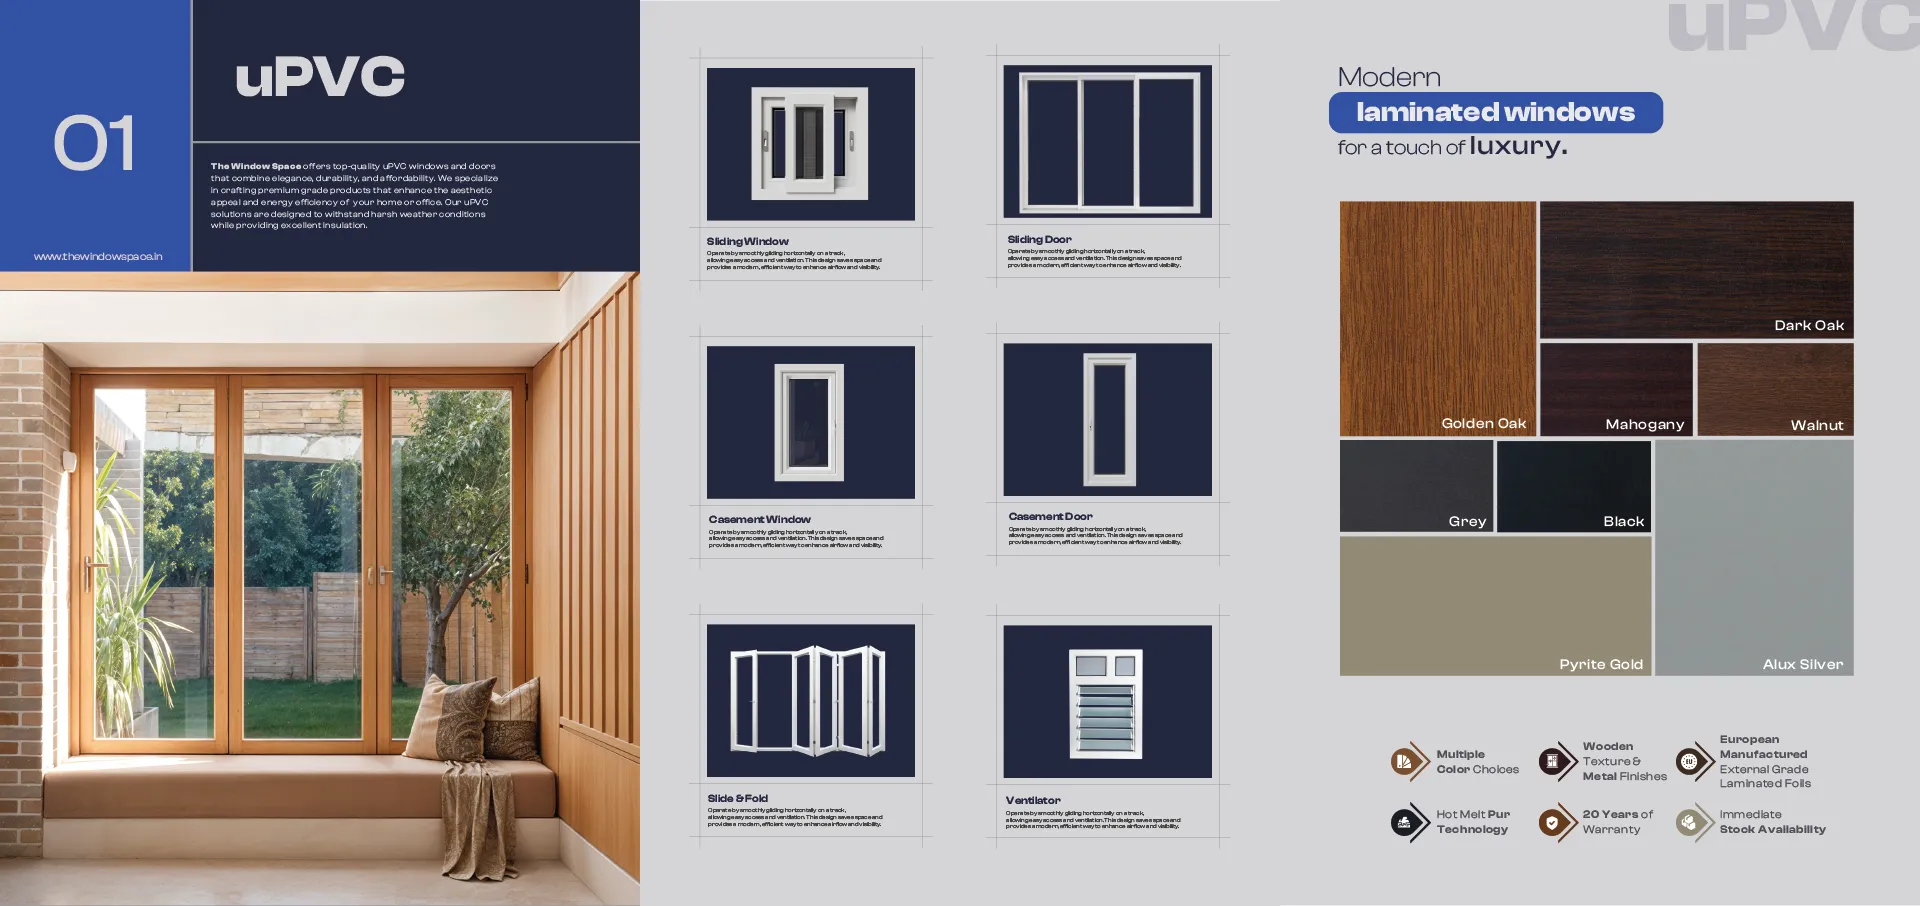 01
www.thewindowspace.in
uPVC
The Window Space offers top-quality uPVC windows and doors
that combine elegance, durability, and affordability. We specialize
in crafting premium grade products that enhance the aesthetic
appeal and energy efficiency of your home or office. Our uPVC
solutions are designed to withstand harsh weather conditions
while providing excellent insulation.
Sliding Window
Operate by smoothly gliding horizontally on a track,
allowing easy access and ventilation. This design saves space and
provides a modern, efficient way to enhance airflow and visibility.
Sliding Door
Operate by smoothly gliding horizontally on a track,
allowing easy access and ventilation. This design saves space and
provides a modern, efficient way to enhance airflow and visibility.
Casement Window
Operate by smoothly gliding horizontally on a track,
allowing easy access and ventilation. This design saves space and
provides a modern, efficient way to enhance airflow and visibility.
Casement Door
Operate by smoothly gliding horizontally on a track,
allowing easy access and ventilation. This design saves space and
provides a modern, efficient way to enhance airflow and visibility.
Slide & Fold
Operate by smoothly gliding horizontally on a track,
allowing easy access and ventilation. This design saves space and
provides a modern, efficient way to enhance airflow and visibility.
Ventilator
Operate by smoothly gliding horizontally on a track,
allowing easy access and ventilation. This design saves space and
provides a modern, efficient way to enhance airflow and visibility.
uPVC
Modern
laminated windows
for a touch of luxury.
Golden Oak
Dark Oak
Mahogany
Walnut
Grey
Black
Pyrite Gold
Alux Silver
Multiple
Color Choices
Wooden
Texture &
Metal Finishes
EU
European
Manufactured
External Grade
Laminated Foils
Hot Melt Pur
Technology
20 Years of
Warranty
Immediate
Stock Availability